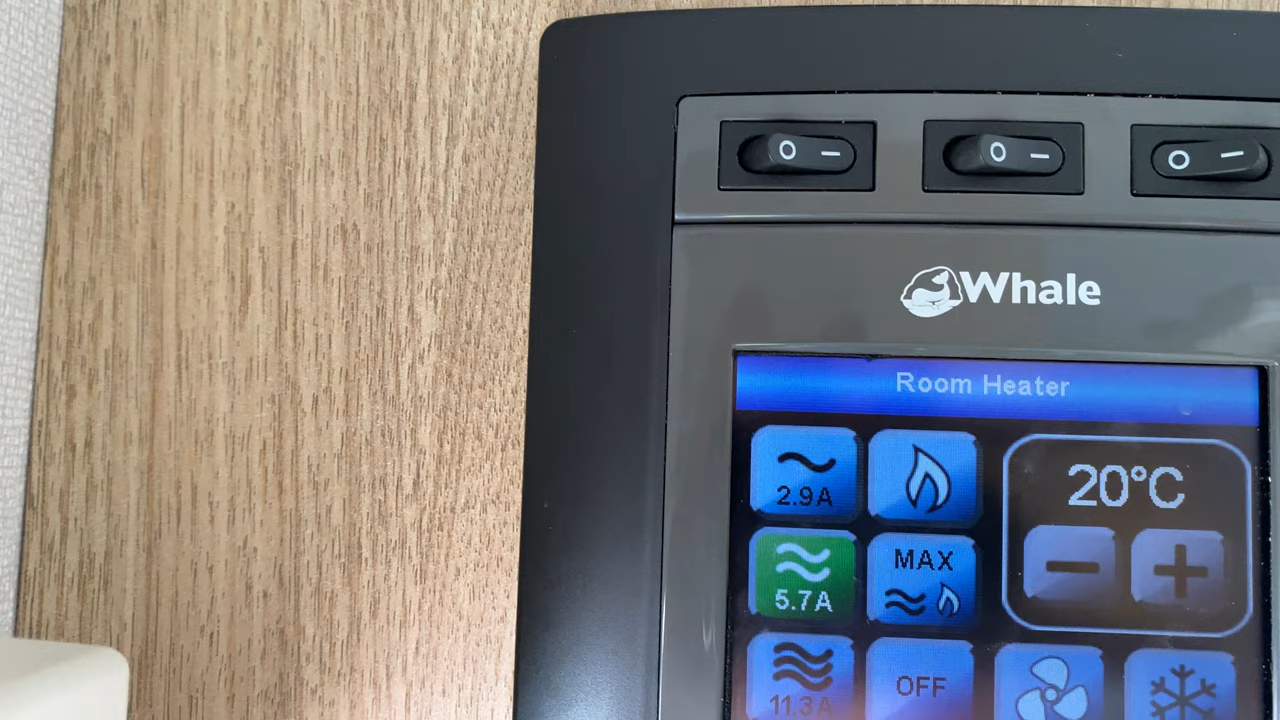 O –
O –
O –
Whale
Room Heater
2.9A
20°C
5.7A
MAX
11.3A
OFF